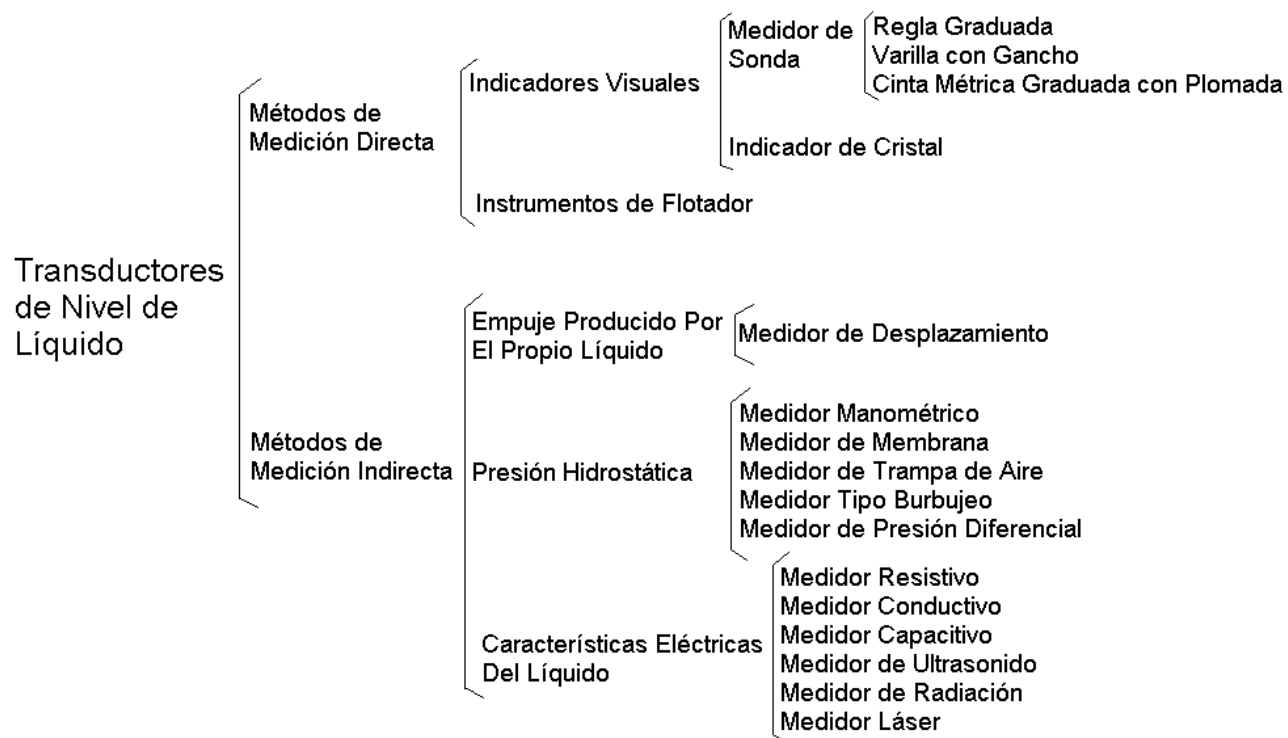 Transductores
de Nivel de
Líquido
Métodos de
Medición Directa
Indicadores Visuales
Medidor de
Sonda
Regla Graduada
Varilla con Gancho
Cinta Métrica Graduada con Plomada
Indicador de Cristal
Instrumentos de Flotador
Métodos de
Medición Indirecta
Empuje Producido Por
El Propio Líquido
Medidor de Desplazamiento
Presión Hidrostática
Medidor Manométrico
Medidor de Membrana
Medidor de Trampa de Aire
Medidor Tipo Burbujeo
Medidor de Presión Diferencial
Características Eléctricas
Del Líquido
Medidor Resistivo
Medidor Conductivo
Medidor Capacitivo
Medidor de Ultrasonido
Medidor de Radiación
Medidor Láser